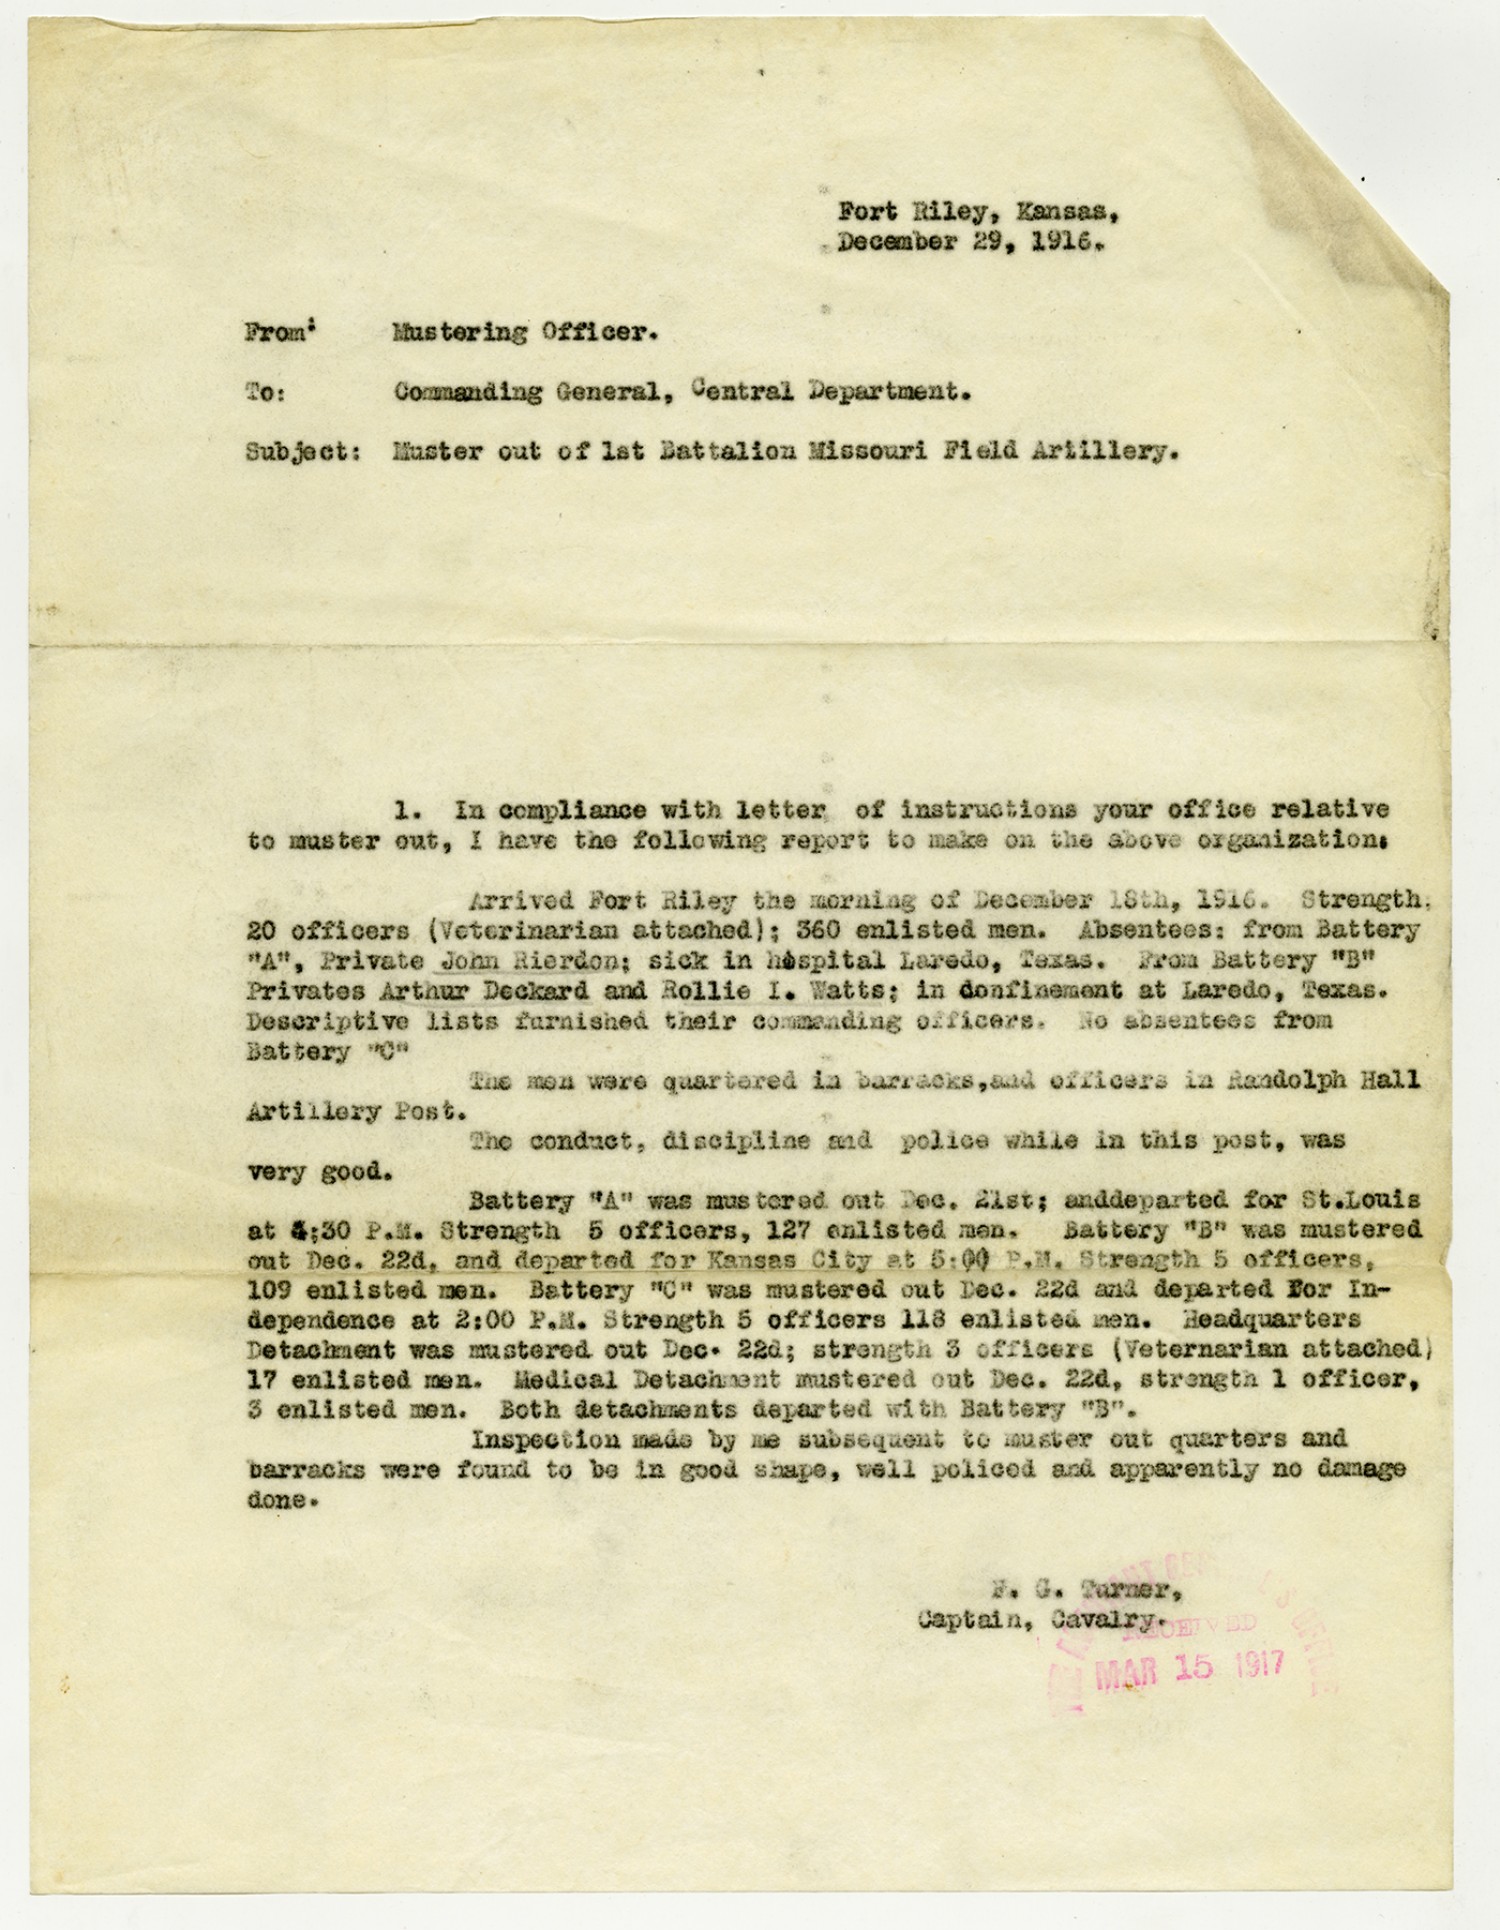 Fort Riley, Kansas,
December 29, 1916.
From: Mustering Officer.
To: Commanding General, Central Department.
Subject: Muster out of 1st Battalion Missouri Field Artillery.
1. In compliance with letter of instructions your office relative
to muster out, I have the following report to make on the above organization:
Arrived Fort Riley the morning of December 18th, 1916. Strength,
20 officers (Veterinarian attached); 360 enlisted men. Absentees: from Battery
"A", Private John Rierdon; sick in hospital Laredo, Texas. From Battery "B"
Privates Arthur Deckard and Rollie I. Watts; in donfinement at Laredo, Texas.
Descriptive lists furnished their commanding officers. No absentees from
Battery "C"
The men were quartered in barracks,and officers in Randolph Hall
Artillery Post.
The conduct, discipline and police while in this post, was
very good.
Battery "A" was mustered out Dec. 21st; anddeparted for St.Louis
at 4;30 P.M. Strength 5 officers, 127 enlisted men. Battery "B" was mustered
out Dec. 22d, and departed for Kansas City at 5:00 P.M. Strength 5 officers,
109 enlisted men. Battery "C" was mustered out Dec. 22d and departed For In-
dependence at 2:00 P.M. Strength 5 officers 118 enlisted men. Headquarters
Detachment was mustered out Dec. 22d; strength 3 officers (Veternarian attached)
17 enlisted men. Medical Detachment mustered out Dec. 22d, strength 1 officer,
3 enlisted men. Both detachments departed with Battery "B".
Inspection made by me subsequent to muster out quarters and
barracks were found to be in good shape, well policed and apparently no damage
done.
F. G. Turner,
Captain, Cavalry.
RECEIVED
MAR 15 1917